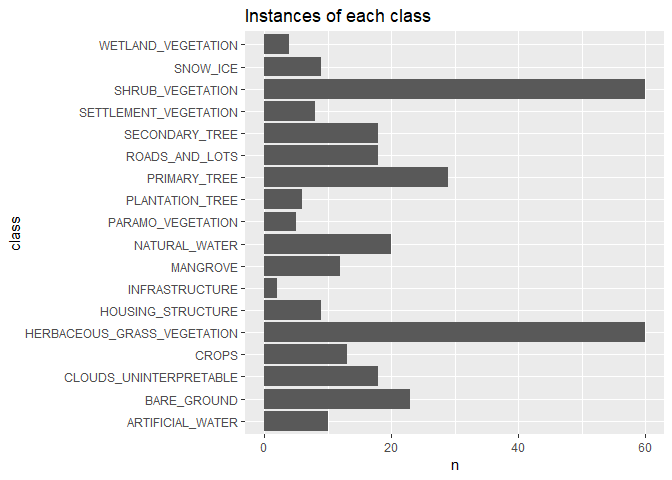 Instances of each class
WETLAND_VEGETATION
SNOW_ICE
SHRUB_VEGETATION
SETTLEMENT_VEGETATION
SECONDARY_TREE
ROADS_AND_LOTS
PRIMARY_TREE
PLANTATION_TREE
PARAMO_VEGETATION
NATURAL_WATER
MANGROVE
INFRASTRUCTURE
HOUSING_STRUCTURE
HERBACEOUS_GRASS_VEGETATION
CROPS
CLOUDS_UNINTERPRETABLE
BARE_GROUND
ARTIFICIAL_WATER
class
0 20 40 60
n